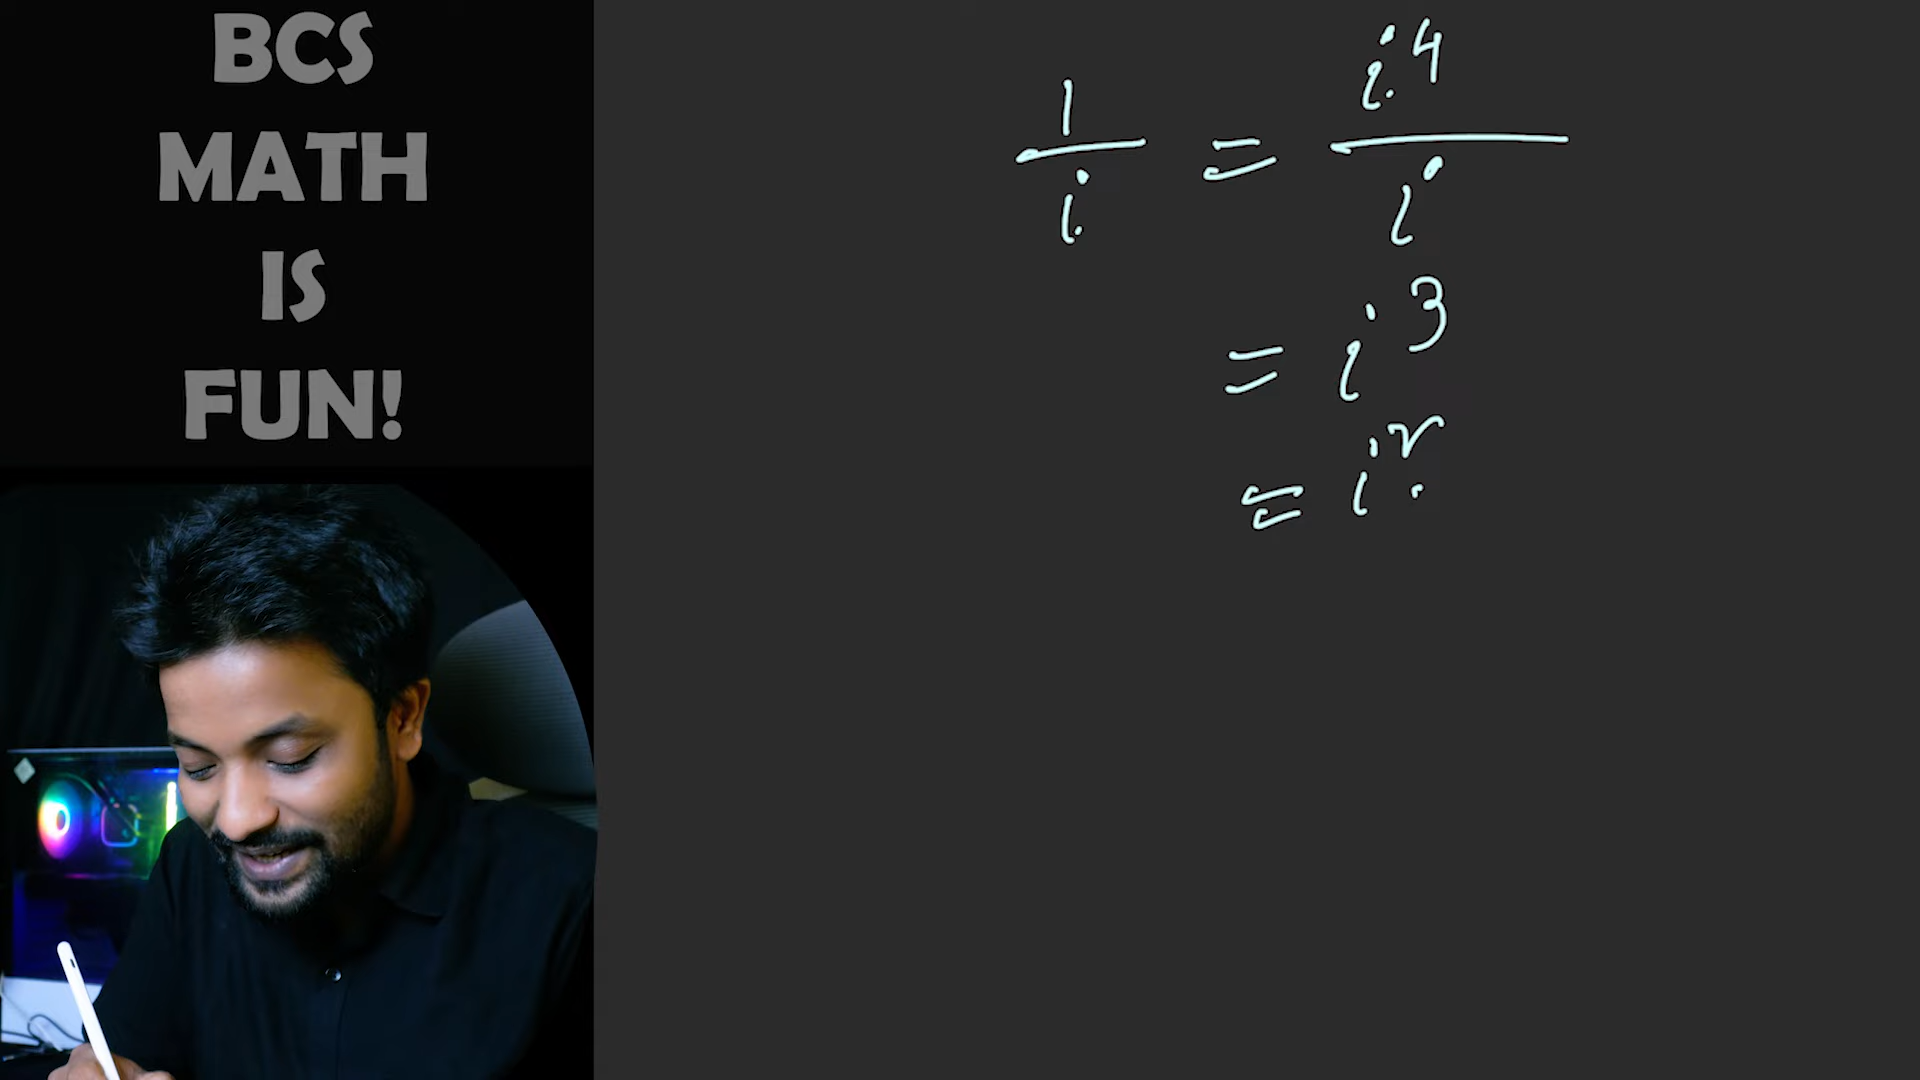 BCS
MATH
IS
FUN!
1/i = i⁴/i
= i³
= i² .